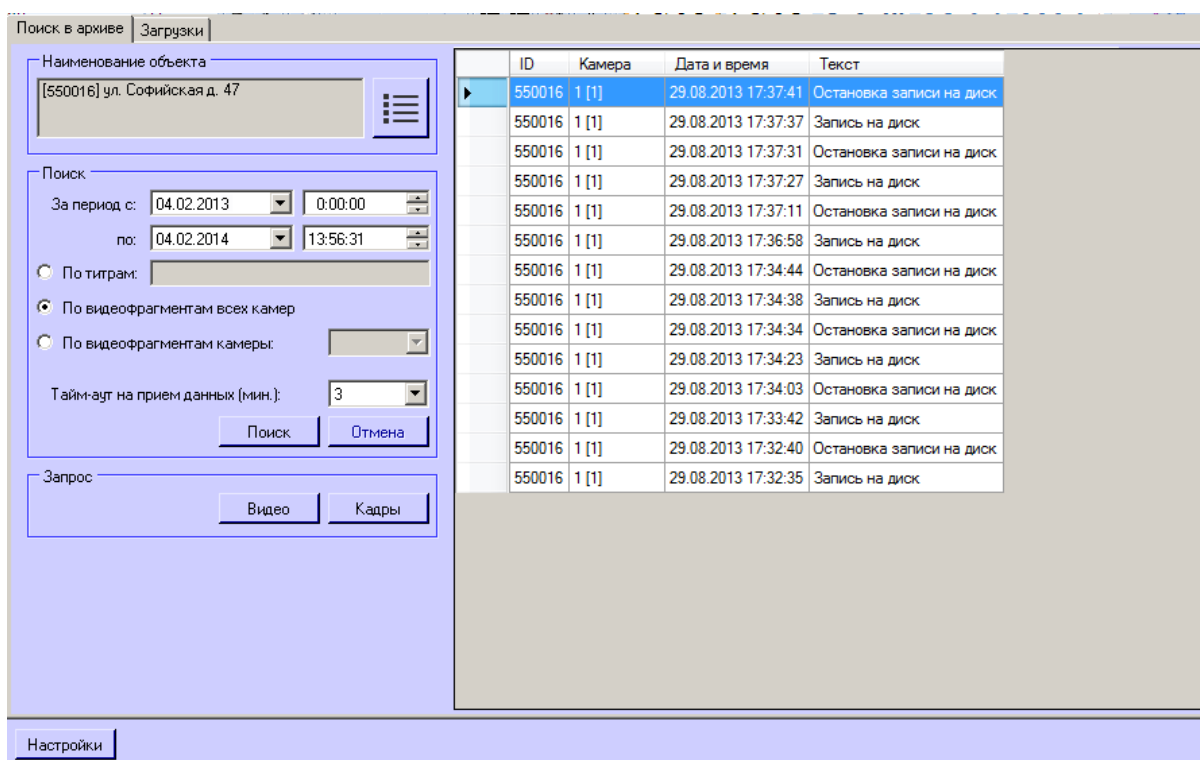 Поиск в архиве Загрузки
Наименование объекта
[550016] ул. Софийская д. 47
Поиск
За период с: 04.02.2013 0:00:00
по: 04.02.2014 13:56:31
По титрам:
По видеофрагментам всех камер
По видеофрагментам камеры:
Тайм-аут на прием данных (мин.): 3
Поиск Отмена
Запрос
Видео Кадры
ID Камера Дата и время Текст
550016 1 [1] 29.08.2013 17:37:41 Остановка записи на диск
550016 1 [1] 29.08.2013 17:37:37 Запись на диск
550016 1 [1] 29.08.2013 17:37:31 Остановка записи на диск
550016 1 [1] 29.08.2013 17:37:27 Запись на диск
550016 1 [1] 29.08.2013 17:37:11 Остановка записи на диск
550016 1 [1] 29.08.2013 17:36:58 Запись на диск
550016 1 [1] 29.08.2013 17:34:44 Остановка записи на диск
550016 1 [1] 29.08.2013 17:34:38 Запись на диск
550016 1 [1] 29.08.2013 17:34:34 Остановка записи на диск
550016 1 [1] 29.08.2013 17:34:23 Запись на диск
550016 1 [1] 29.08.2013 17:34:03 Остановка записи на диск
550016 1 [1] 29.08.2013 17:33:42 Запись на диск
550016 1 [1] 29.08.2013 17:32:40 Остановка записи на диск
550016 1 [1] 29.08.2013 17:32:35 Запись на диск
Настройки